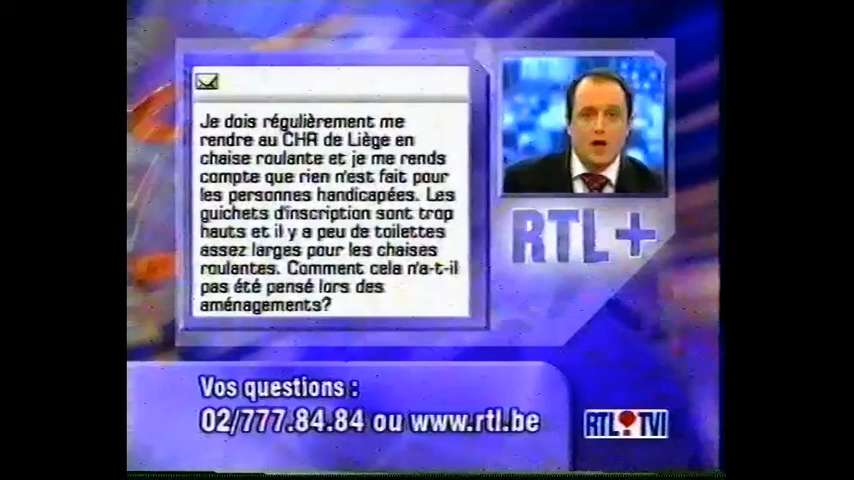 Je dois régulièrement me
rendre au CHR de Liège en
chaise roulante et je me rends
compte que rien n'est fait pour
les personnes handicapées. Les
guichets d'inscription sont trop
hauts et il y a peu de toilettes
assez larges pour les chaises
roulantes. Comment cela n'a-t-il
pas été pensé lors des
aménagements?
RTL +
Vos questions :
02/777.84.84 ou www.rtl.be
RTL TVI